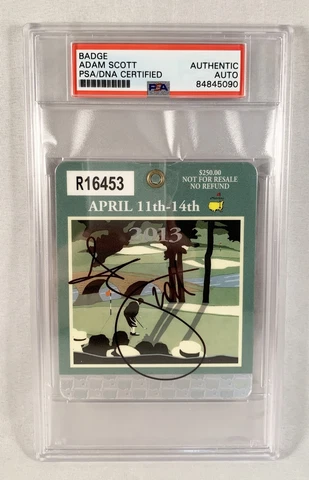 BADGE
ADAM SCOTT
PSA/DNA CERTIFIED
AUTHENTIC
AUTO
84845090
PSA
R16453
$250.00
NOT FOR RESALE
NO REFUND
APRIL 11th-14th
2013